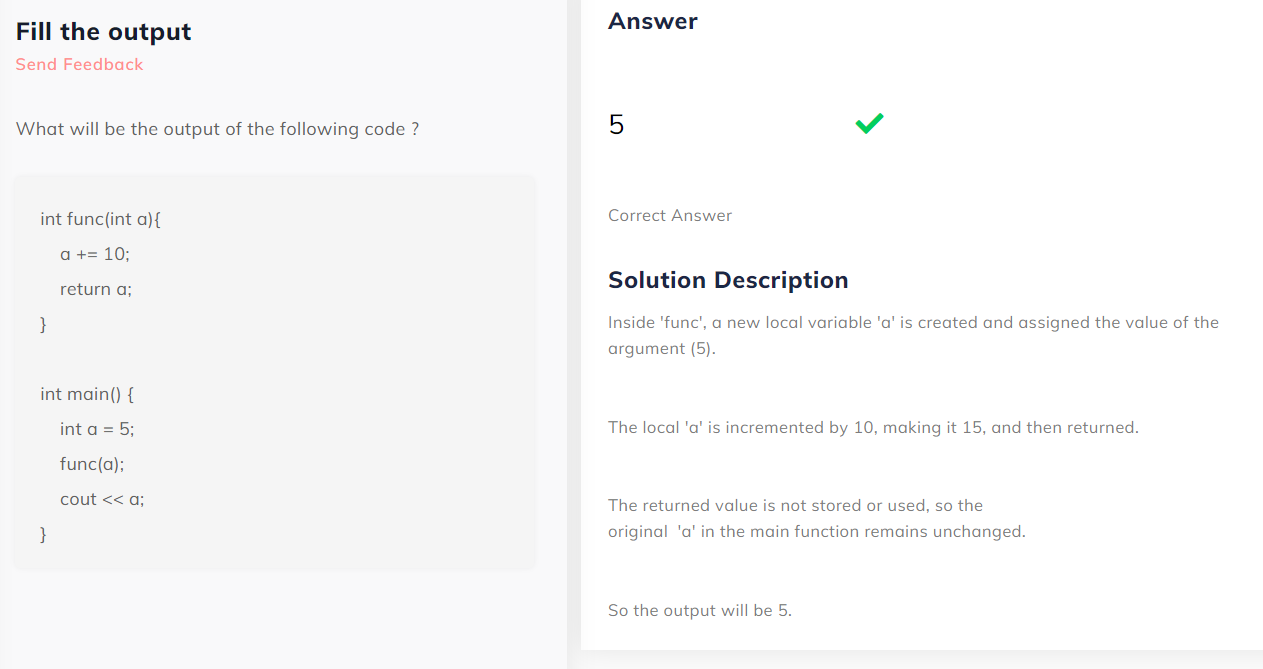 Fill the output
Send Feedback
What will be the output of the following code ?
int func(int a){
    a += 10;
    return a;
}
int main() {
    int a = 5;
    func(a);
    cout << a;
}
Answer
5
Correct Answer
Solution Description
Inside 'func', a new local variable 'a' is created and assigned the value of the
argument (5).
The local 'a' is incremented by 10, making it 15, and then returned.
The returned value is not stored or used, so the
original  'a' in the main function remains unchanged.
So the output will be 5.